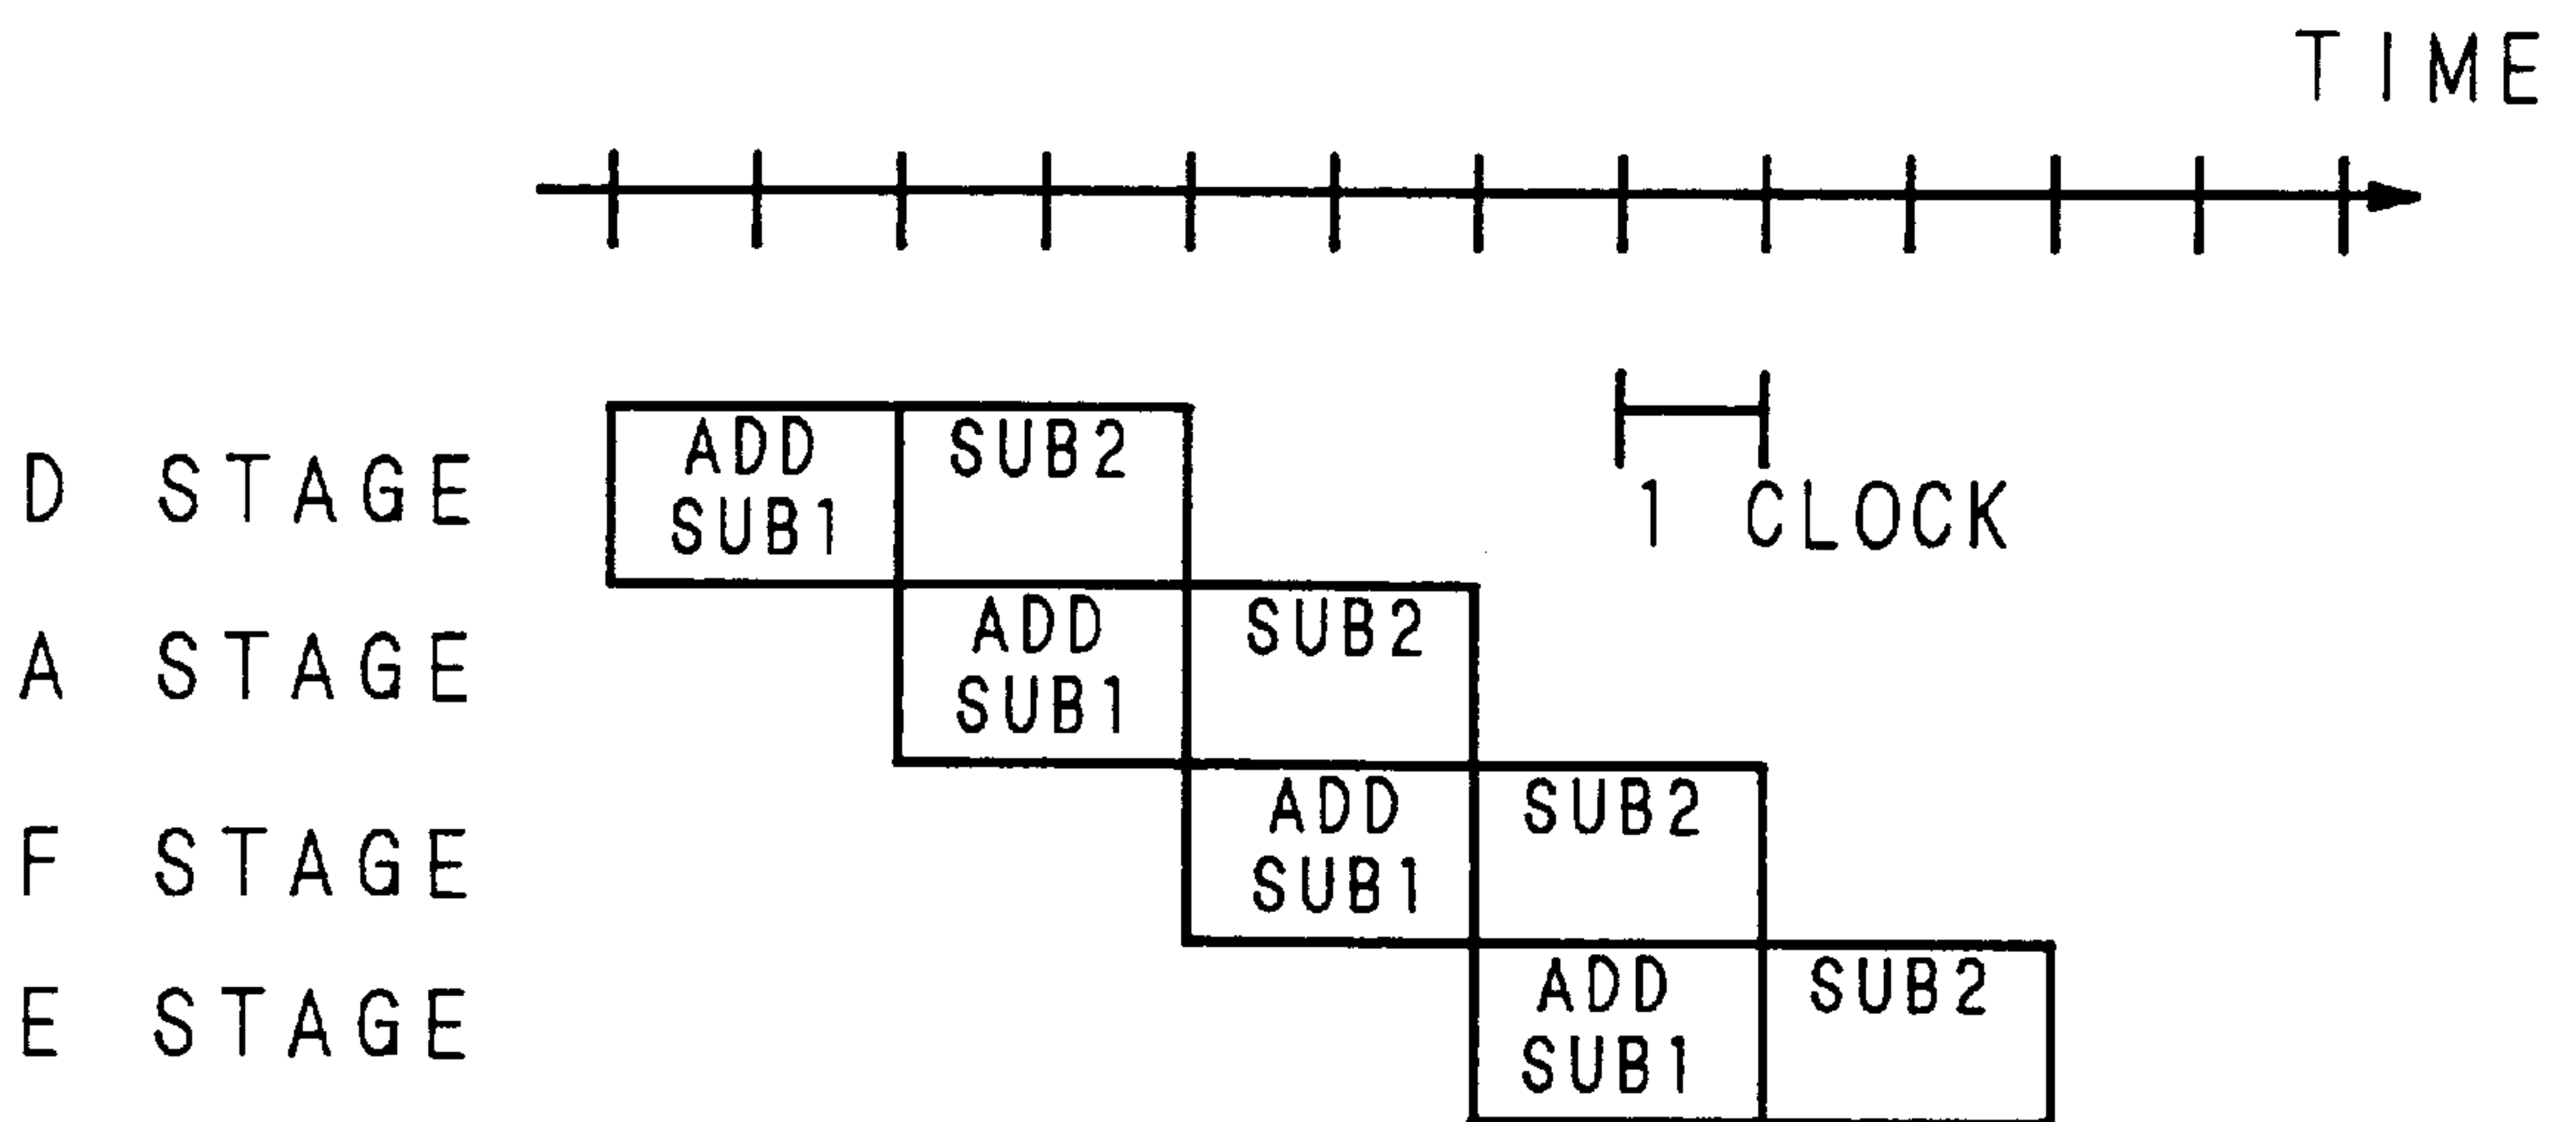 TIME
ADD SUB2
D STAGE
SUB1
1 CLOCK
ADD SUB2
A STAGE
SUB1
ADD SUB2
F STAGE
SUB1
ADD SUB2
E STAGE
SUB1